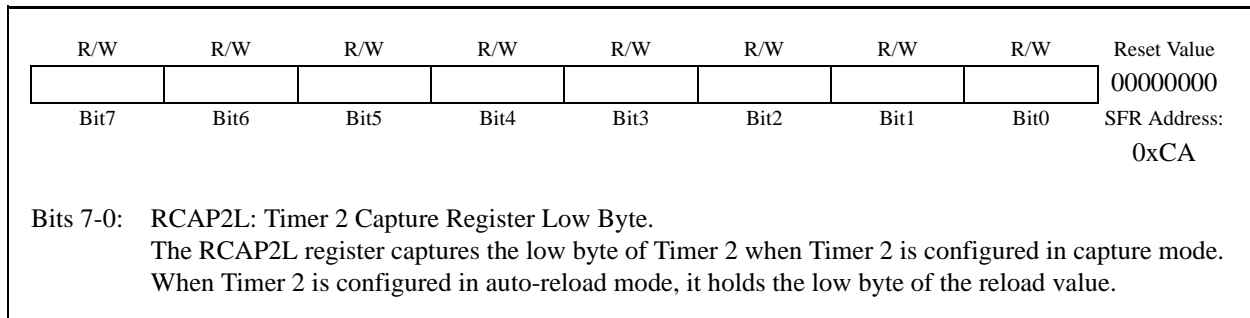 R/W R/W R/W R/W R/W R/W R/W R/W Reset Value
00000000
Bit7 Bit6 Bit5 Bit4 Bit3 Bit2 Bit1 Bit0 SFR Address:
0xCA
Bits 7-0: RCAP2L: Timer 2 Capture Register Low Byte.
The RCAP2L register captures the low byte of Timer 2 when Timer 2 is configured in capture mode.
When Timer 2 is configured in auto-reload mode, it holds the low byte of the reload value.